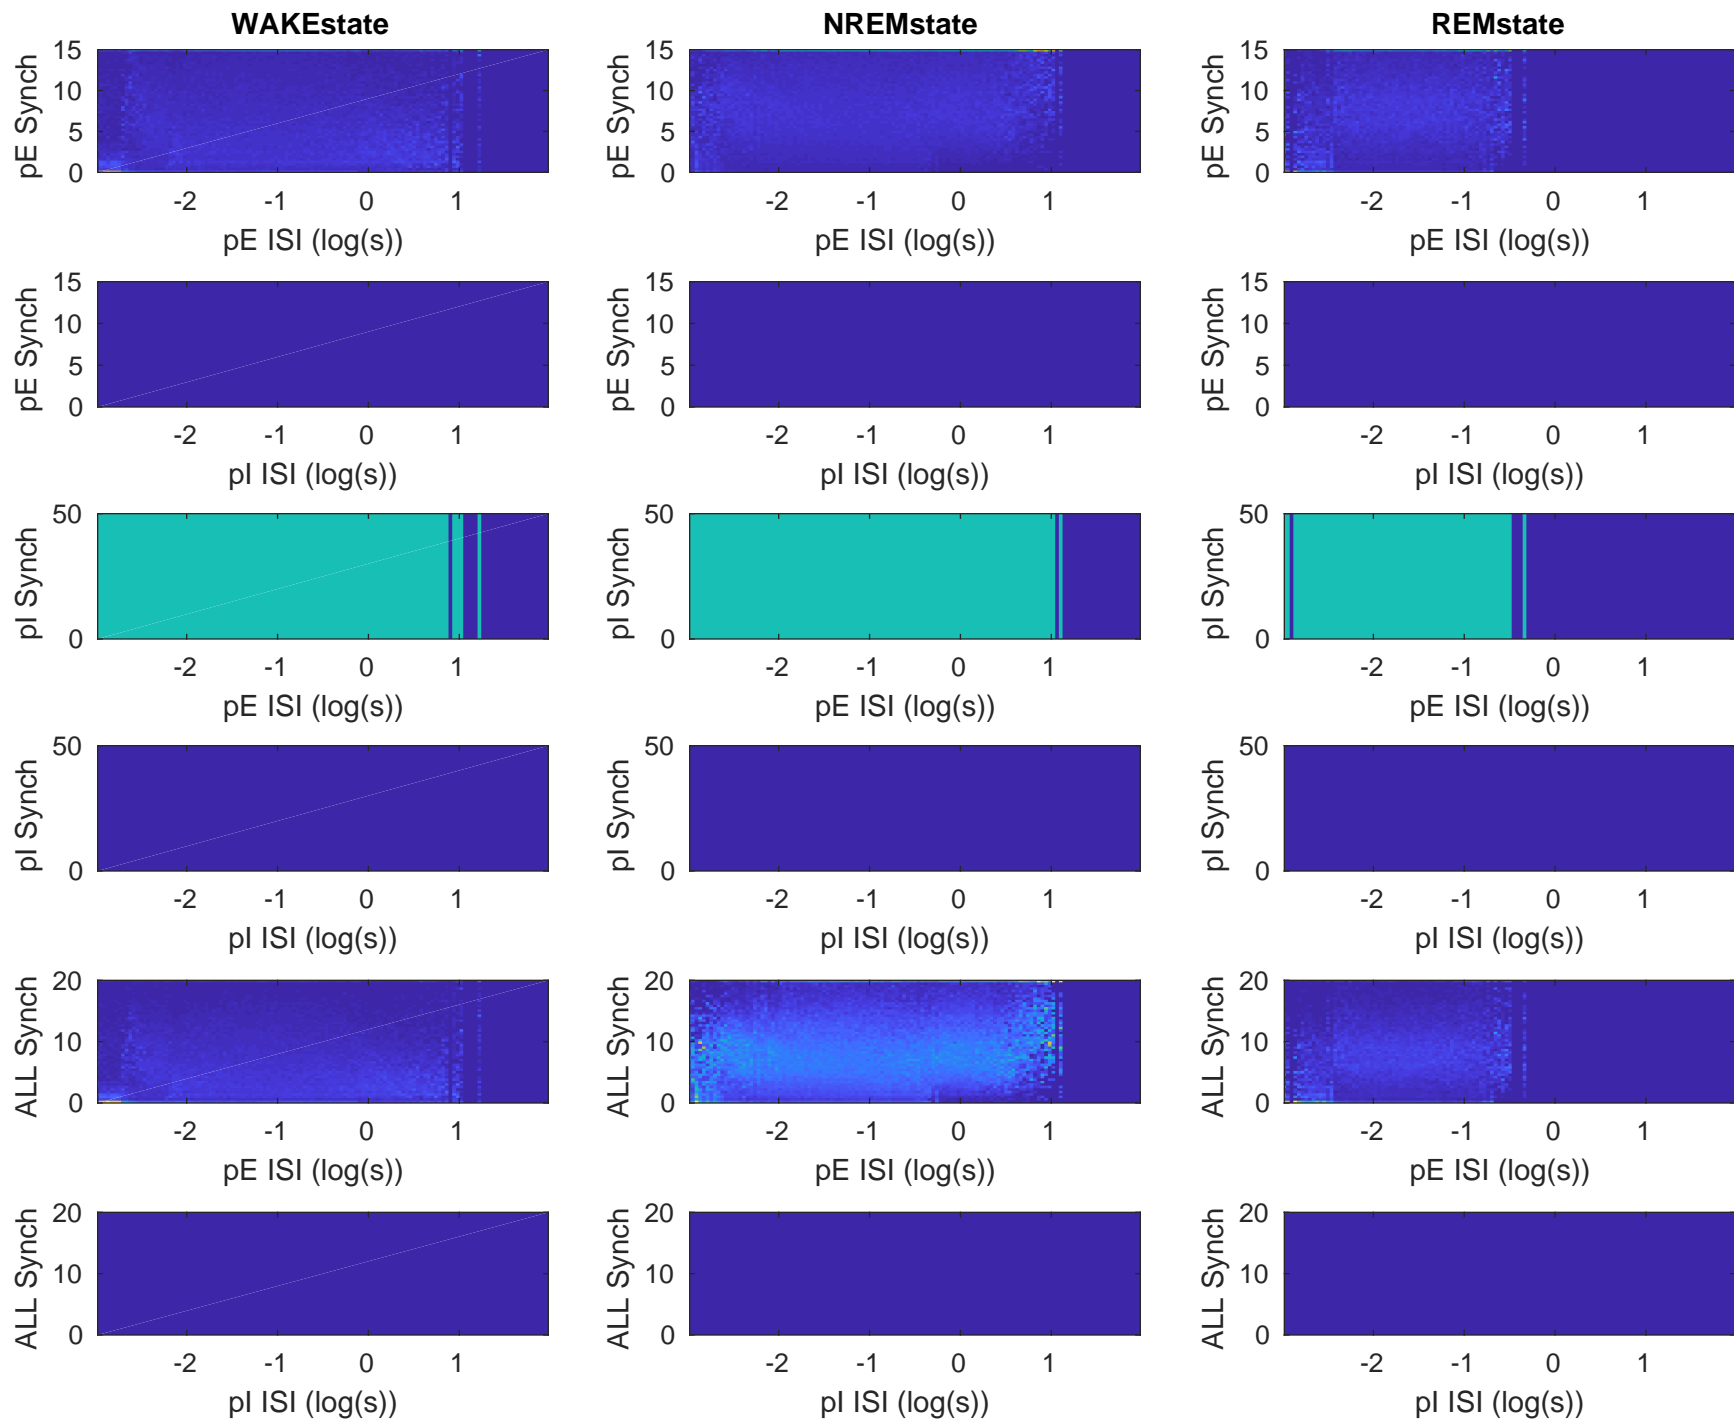 WAKEstate NREMstate REMstate
pE Synch 15 10 5 0 pE Synch 15 10 5 0 pE Synch 15 10 5 0
-2 -1 0 1 -2 -1 0 1 -2 -1 0 1
pE ISI (log(s)) pE ISI (log(s)) pE ISI (log(s))
pE Synch 15 10 5 0 pE Synch 15 10 5 0 pE Synch 15 10 5 0
-2 -1 0 1 -2 -1 0 1 -2 -1 0 1
pI ISI (log(s)) pI ISI (log(s)) pI ISI (log(s))
pI Synch 50 0 pI Synch 50 0 pI Synch 50 0
-2 -1 0 1 -2 -1 0 1 -2 -1 0 1
pE ISI (log(s)) pE ISI (log(s)) pE ISI (log(s))
pI Synch 50 0 pI Synch 50 0 pI Synch 50 0
-2 -1 0 1 -2 -1 0 1 -2 -1 0 1
pI ISI (log(s)) pI ISI (log(s)) pI ISI (log(s))
ALL Synch 20 10 0 ALL Synch 20 10 0 ALL Synch 20 10 0
-2 -1 0 1 -2 -1 0 1 -2 -1 0 1
pE ISI (log(s)) pE ISI (log(s)) pE ISI (log(s))
ALL Synch 20 10 0 ALL Synch 20 10 0 ALL Synch 20 10 0
-2 -1 0 1 -2 -1 0 1 -2 -1 0 1
pI ISI (log(s)) pI ISI (log(s)) pI ISI (log(s))